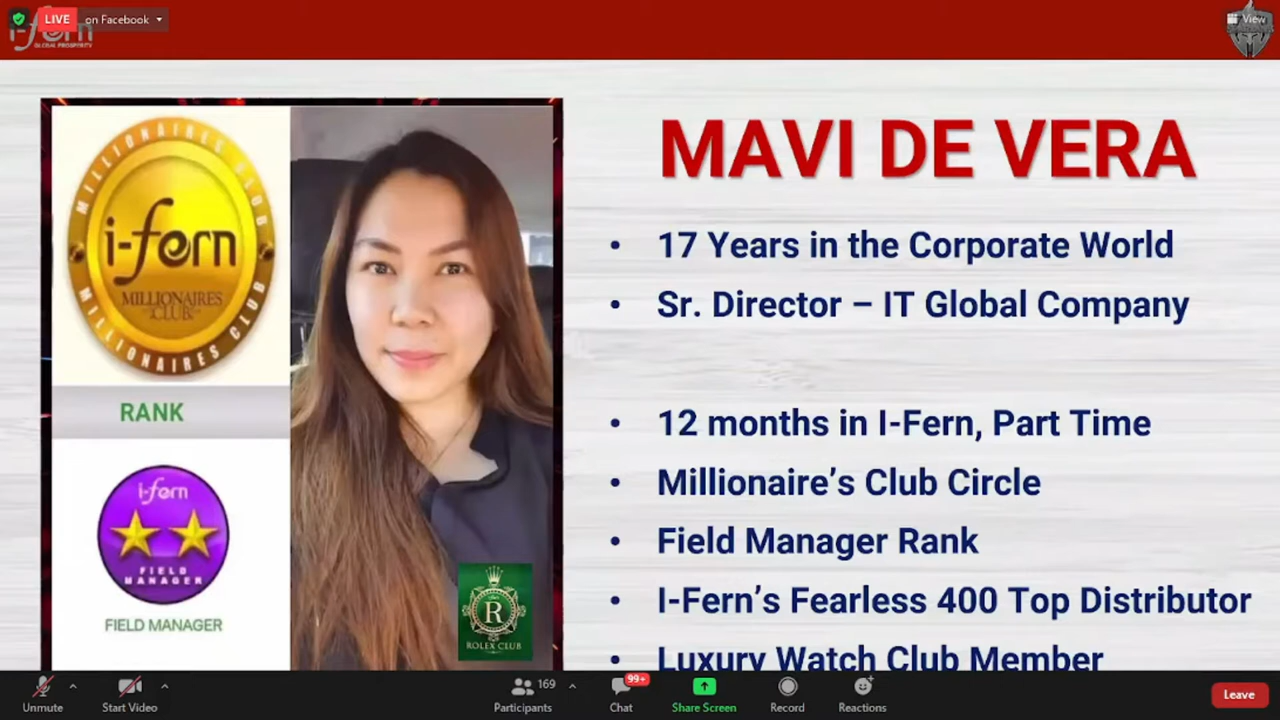 LIVE
on Facebook
i-fern
GLOBAL PROSPERITY
View
MILLIONAIRES CLUB
i-fern
MILLIONAIRES
CLUB
MILLIONAIRES CLUB
RANK
i-fern
FIELD
MANAGER
FIELD MANAGER
R
ROLEX CLUB
MAVI DE VERA
• 17 Years in the Corporate World
• Sr. Director – IT Global Company
• 12 months in I-Fern, Part Time
• Millionaire’s Club Circle
• Field Manager Rank
• I-Fern’s Fearless 400 Top Distributor
• Luxury Watch Club Member
Unmute
Start Video
169
Participants
99+
Chat
Share Screen
Record
Reactions
Leave